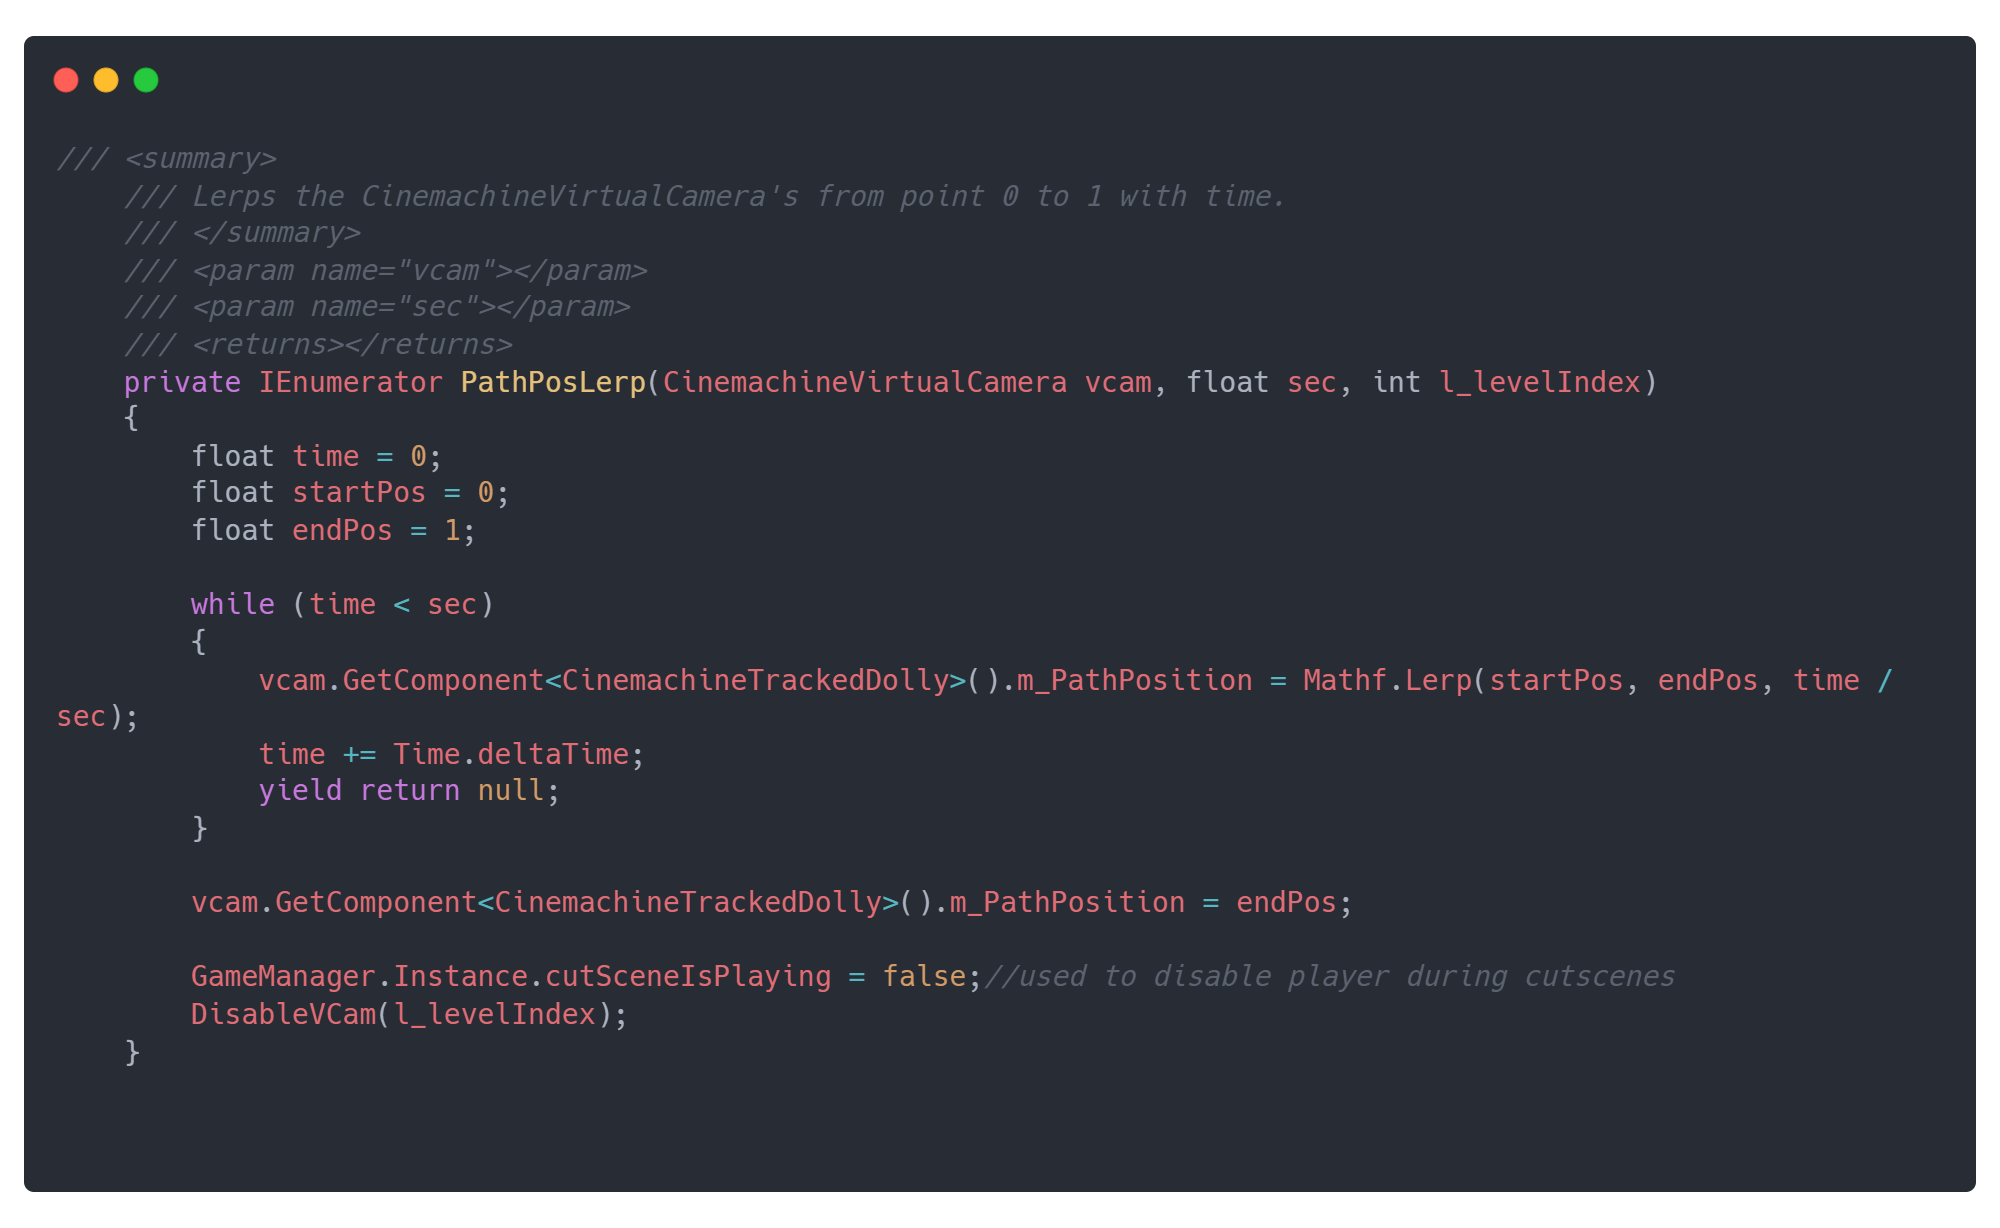 /// <summary>
    /// Lerps the CinemachineVirtualCamera's from point 0 to 1 with time.
    /// </summary>
    /// <param name="vcam"></param>
    /// <param name="sec"></param>
    /// <returns></returns>
    private IEnumerator PathPosLerp(CinemachineVirtualCamera vcam, float sec, int l_levelIndex)
    {
        float time = 0;
        float startPos = 0;
        float endPos = 1;

        while (time < sec)
        {
            vcam.GetComponent<CinemachineTrackedDolly>().m_PathPosition = Mathf.Lerp(startPos, endPos, time /
sec);
            time += Time.deltaTime;
            yield return null;
        }

        vcam.GetComponent<CinemachineTrackedDolly>().m_PathPosition = endPos;

        GameManager.Instance.cutSceneIsPlaying = false;//used to disable player during cutscenes
        DisableVCam(l_levelIndex);
    }